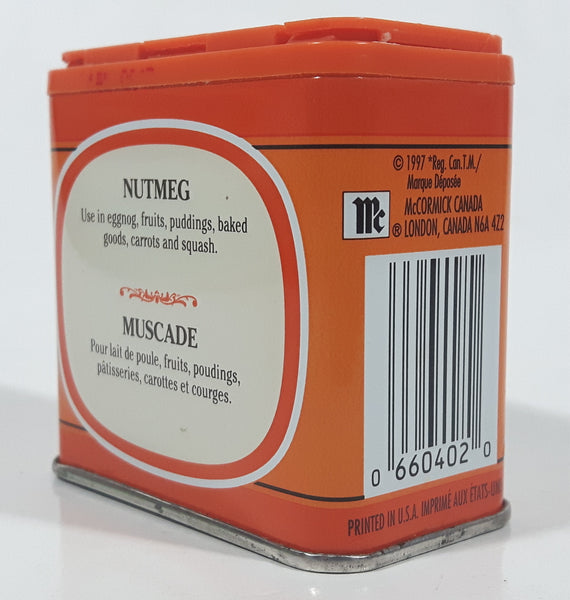 NUTMEG
Use in eggnog, fruits, puddings, baked
goods, carrots and squash.
MUSCADE
Pour lait de poule, fruits, poudings,
pâtisseries, carottes et courges.
© 1997 *Reg. Can.T.M./
Marque Déposée
Mc
McCORMICK CANADA
® LONDON, CANADA N6A 4Z2
0 660402 0
PRINTED IN U.S.A. IMPRIMÉ AUX ÉTATS-UN